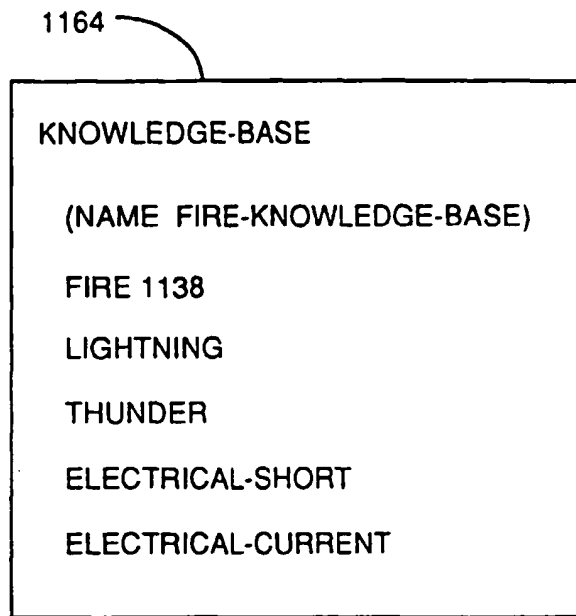 1164
KNOWLEDGE-BASE
(NAME FIRE-KNOWLEDGE-BASE)
FIRE 1138
LIGHTNING
THUNDER
ELECTRICAL-SHORT
ELECTRICAL-CURRENT